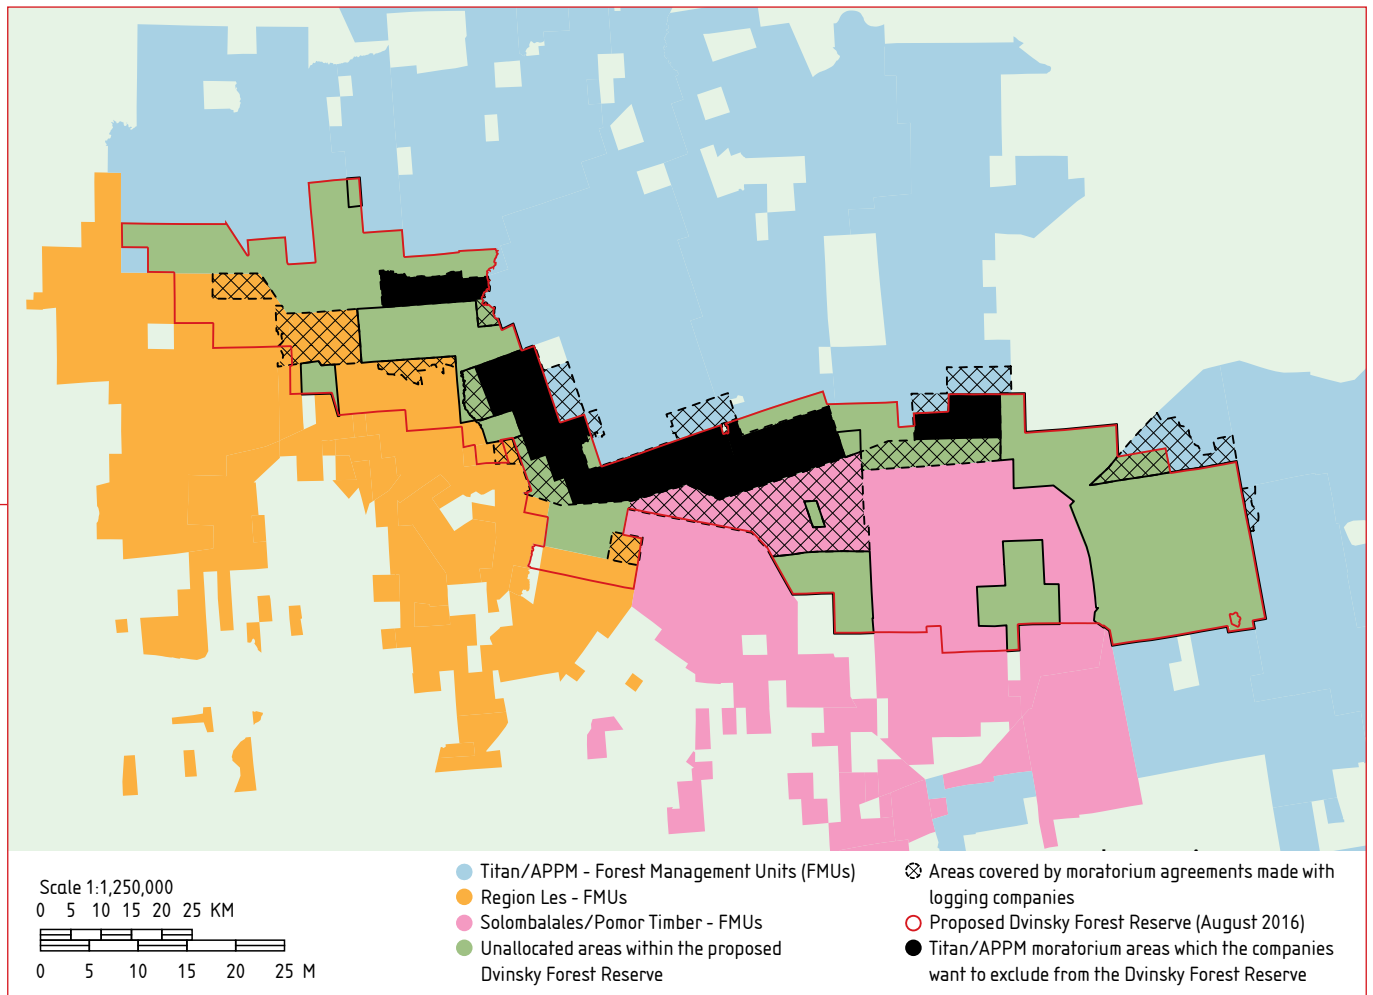 Scale 1:1,250,000
0 5 10 15 20 25 KM
0 5 10 15 20 25 M
Titan/APPM - Forest Management Units (FMUs)
Region Les - FMUs
Solombalales/Pomor Timber - FMUs
Unallocated areas within the proposed
Dvinsky Forest Reserve
Areas covered by moratorium agreements made with
logging companies
Proposed Dvinsky Forest Reserve (August 2016)
Titan/APPM moratorium areas which the companies
want to exclude from the Dvinsky Forest Reserve